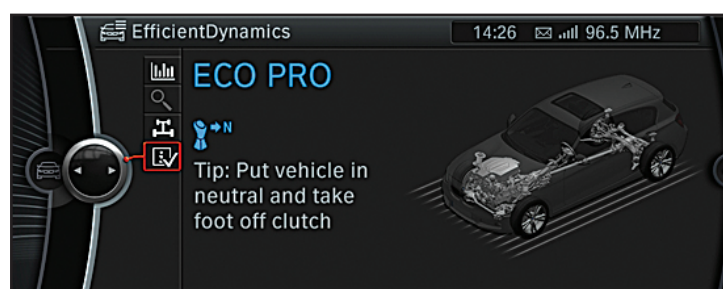 EfficientDynamics
14:26
96.5 MHz
ECO PRO
N
Tip: Put vehicle in
neutral and take
foot off clutch